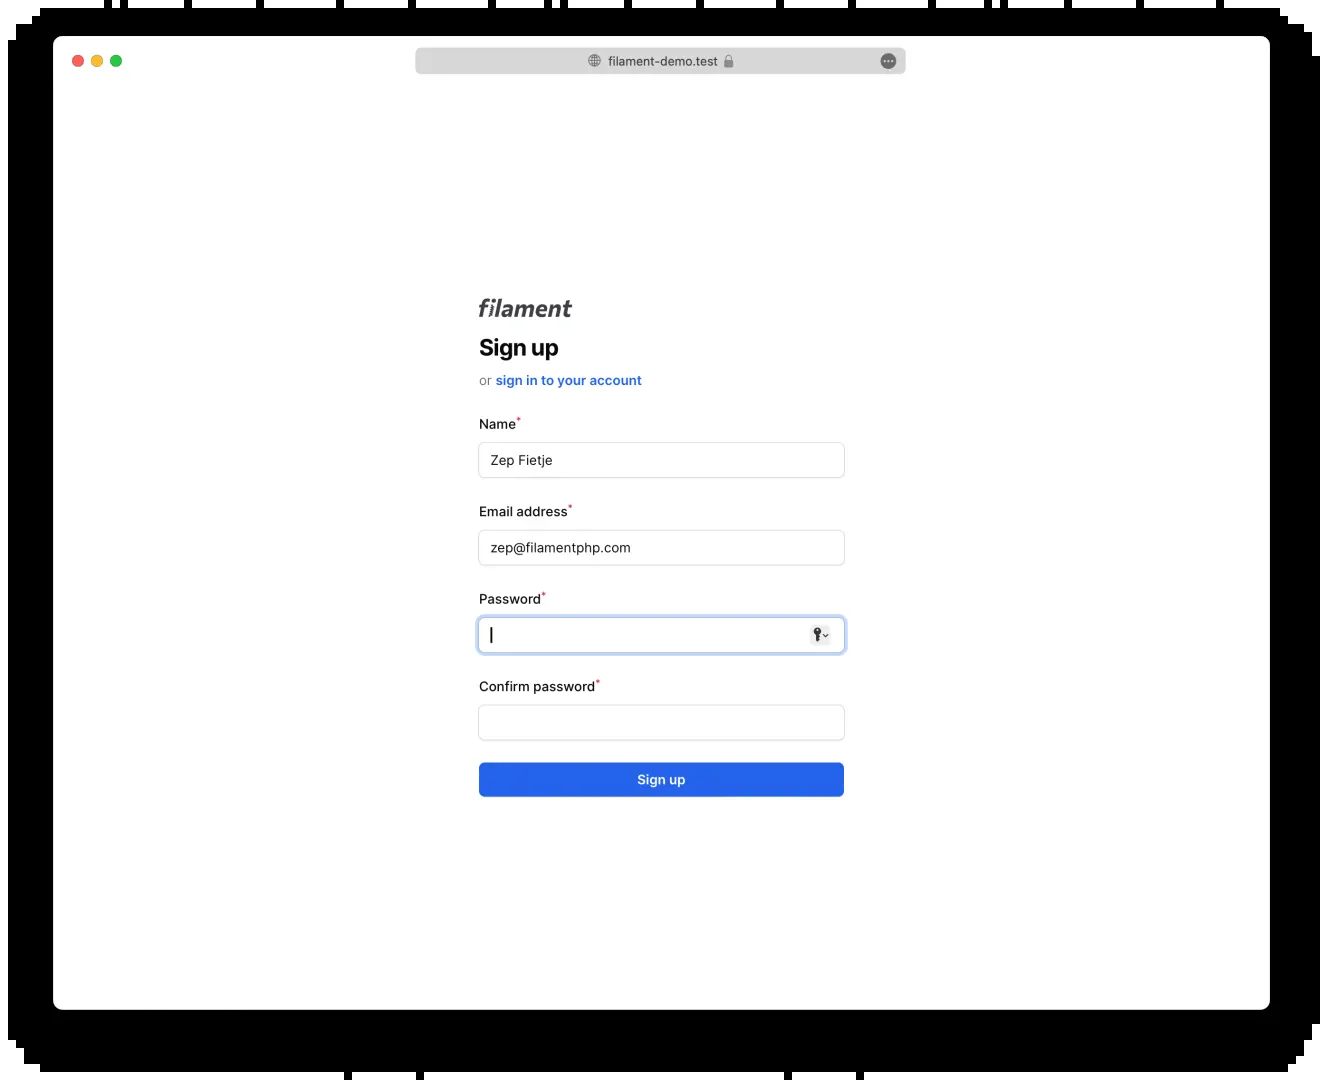 filament-demo.test
filament
Sign up
or sign in to your account
Name*
Zep Fietje
Email address*
zep@filamentphp.com
Password*
Confirm password*
Sign up